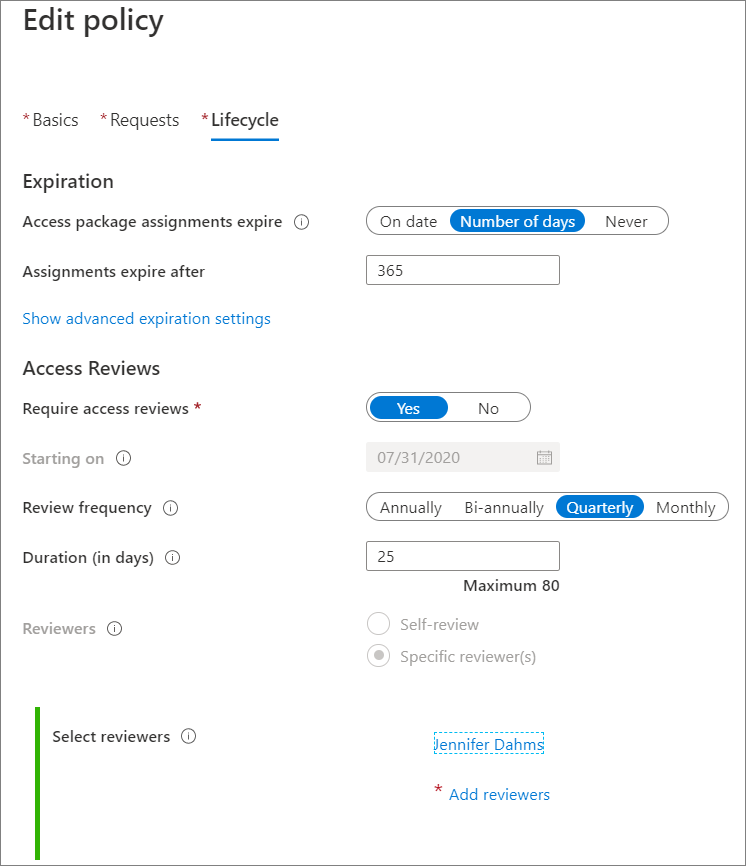 Edit policy
* Basics * Requests * Lifecycle
Expiration
Access package assignments expire On date Number of days Never
Assignments expire after 365
Show advanced expiration settings
Access Reviews
Require access reviews * Yes No
Starting on 07/31/2020
Review frequency Annually Bi-annually Quarterly Monthly
Duration (in days) 25
Maximum 80
Reviewers Self-review
Specific reviewer(s)
Select reviewers Jennifer Dahms
* Add reviewers